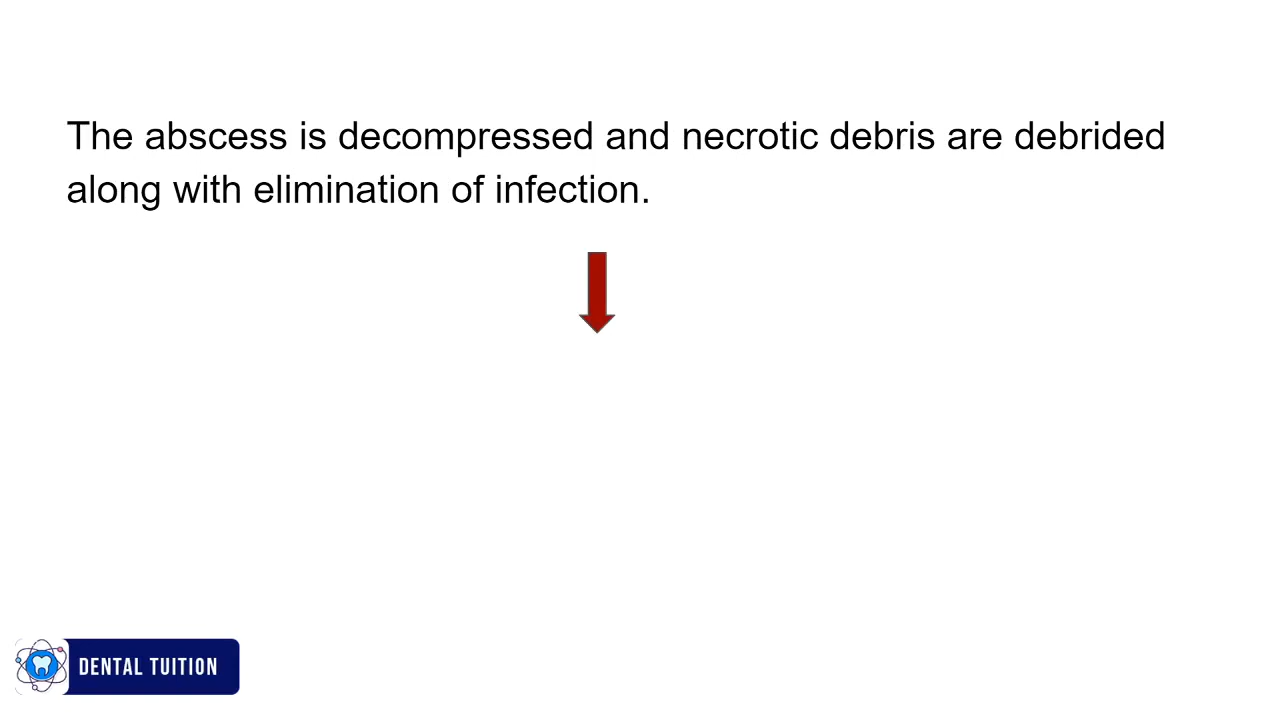 The abscess is decompressed and necrotic debris are debrided
along with elimination of infection.
DENTAL TUITION